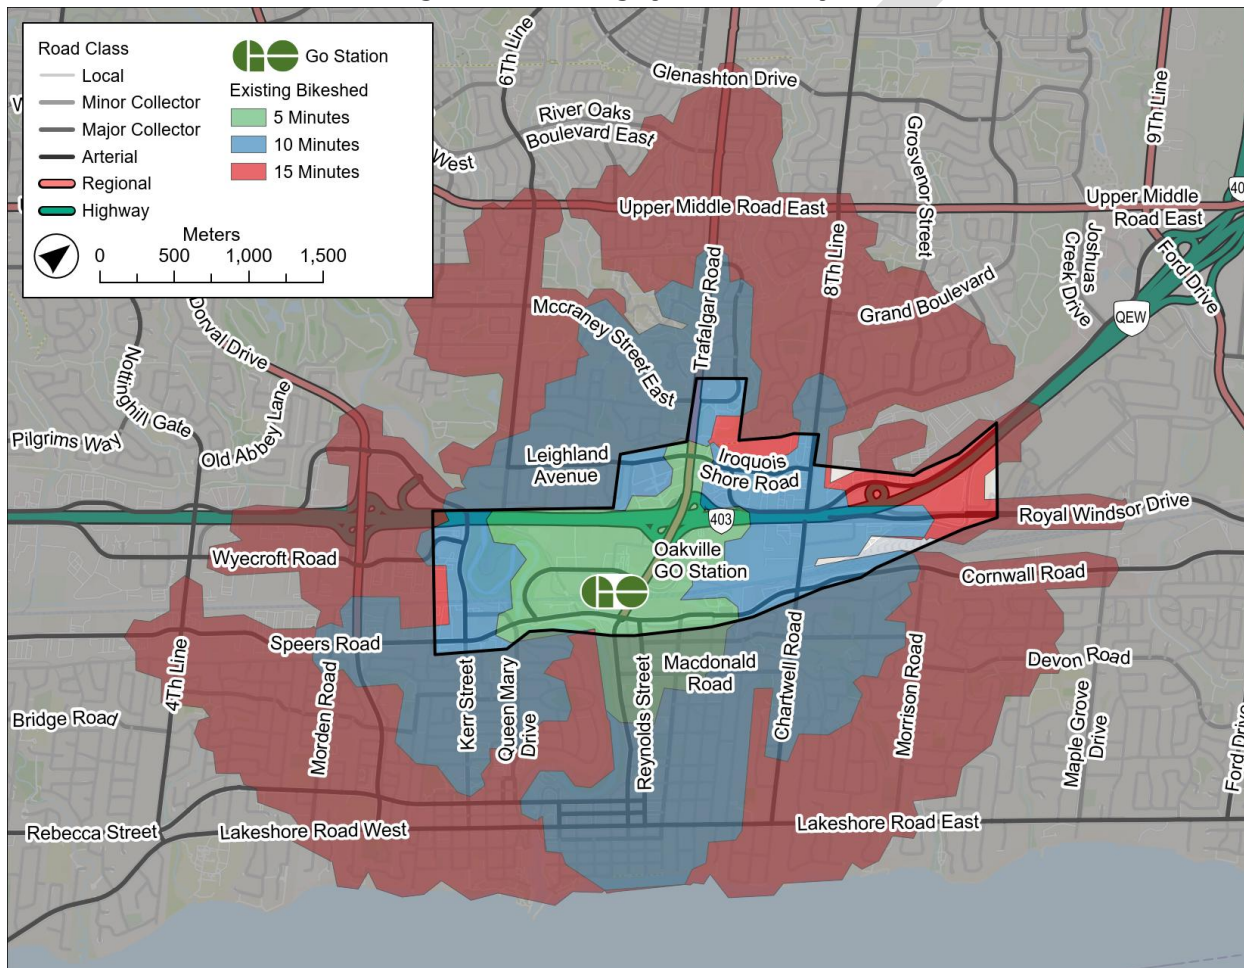 Road Class
Local
Minor Collector
Major Collector
Arterial
Regional
Highway
GO
Go Station
Existing Bikeshed
5 Minutes
10 Minutes
15 Minutes
Meters
0 500 1,000 1,500
6Th Line
Glenashton Drive
9Th Line
River Oaks
Boulevard East
West
Grosvenor Street
Upper Middle Road East
Upper Middle
Road East
40
Joshuas
Creek Drive
Ford Drive
Trafalgar Road
8Th Line
Grand Boulevard
QEW
Dorval Drive
Mccraney Street East
Nottinghill Gate
Pilgrims Way
Old Abbey Lane
Leighland
Avenue
Iroquois
Shore Road
403
Royal Windsor Drive
Wyecroft Road
Oakville
GO Station
GO
Cornwall Road
Speers Road
4Th Line
Morden Road
Kerr Street
Queen Mary
Drive
Reynolds Street
Macdonald
Road
Chartwell Road
Morrison Road
Devon Road
Maple Grove
Drive
Bridge Road
Ford Drive
Rebecca Street
Lakeshore Road West
Lakeshore Road East